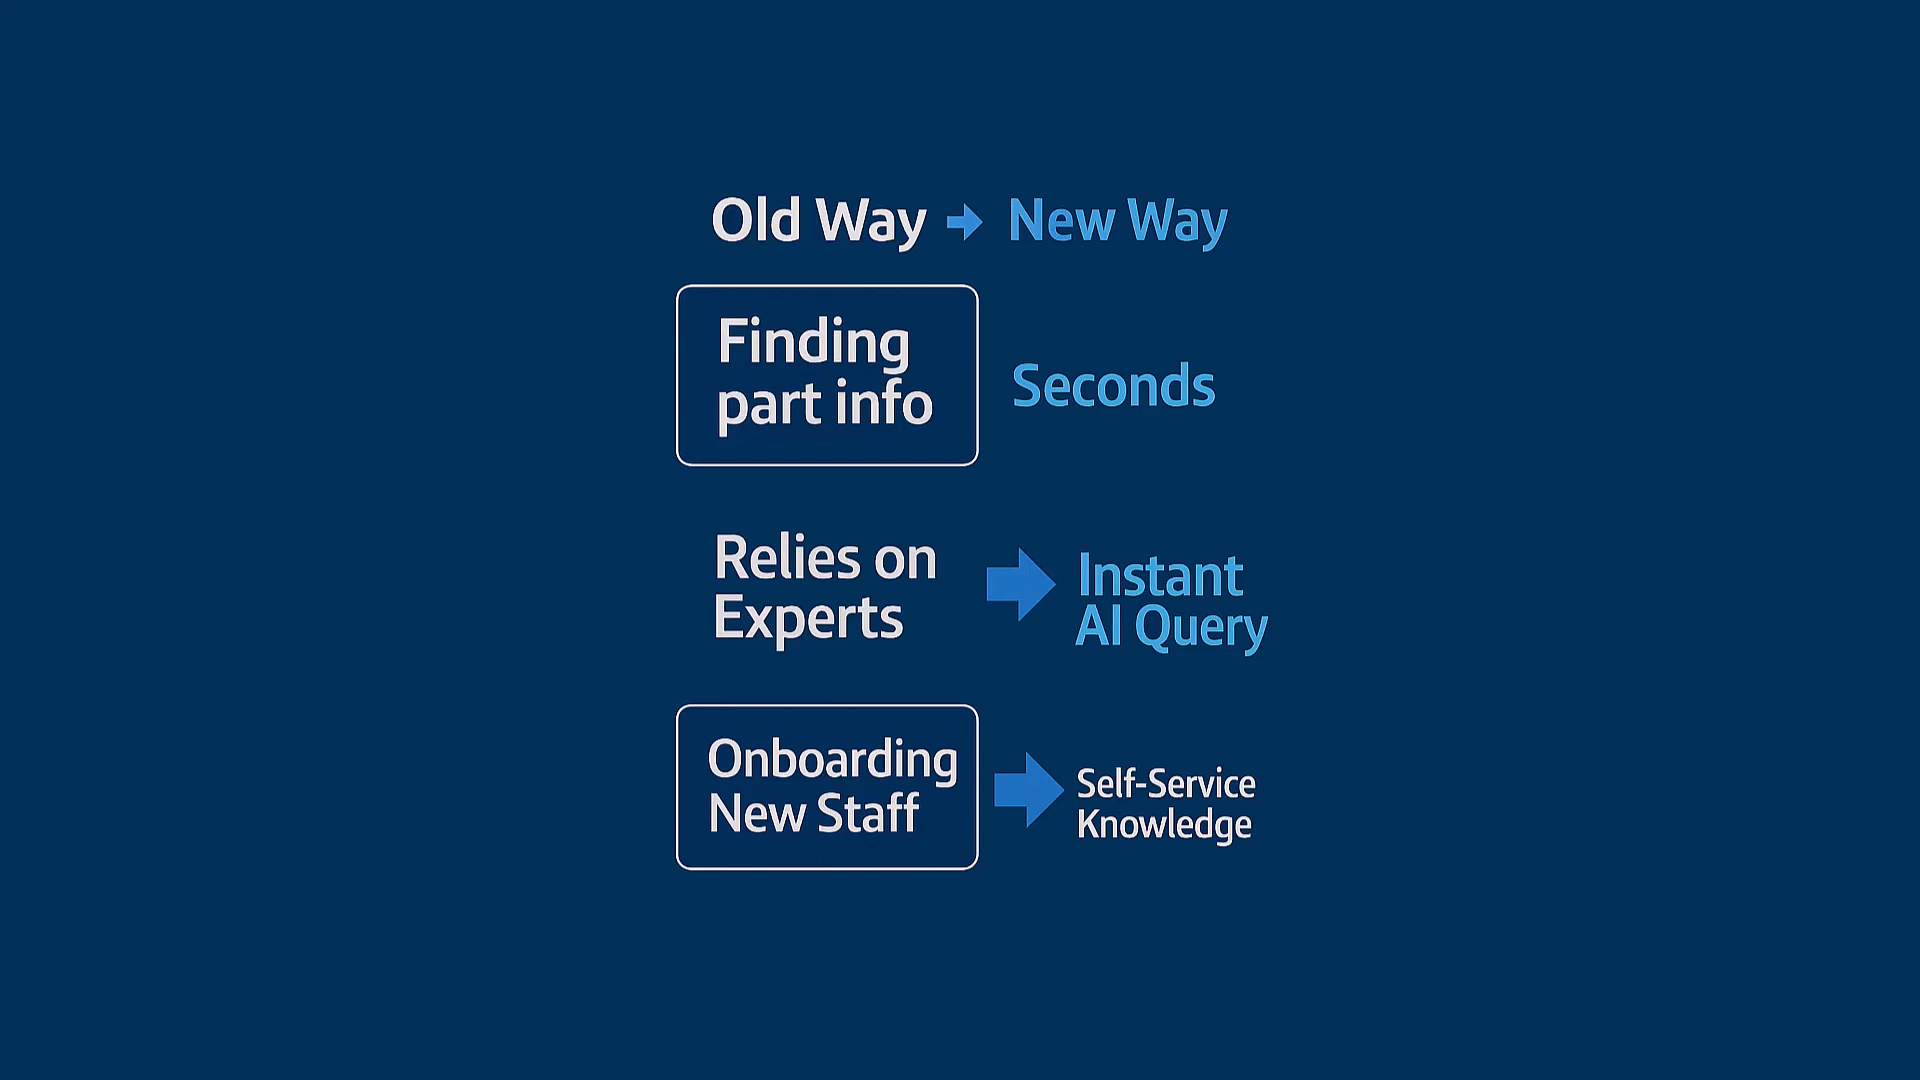 Old Way New Way
Finding
part info
Seconds
Relies on
Experts
Instant
AI Query
Onboarding
New Staff
Self-Service
Knowledge